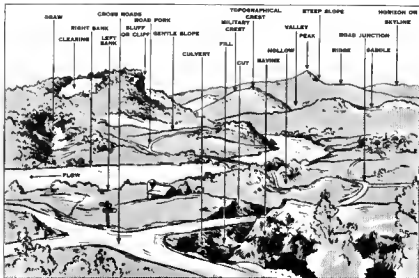 DRAW
RIGHT BANK
CLEARING
CROSS ROADS
LEFT
BANK
BLUFF
OR CLIFF
ROAD FORK
GENTLE SLOPE
CULVERT
FILL
MILITARY
CREST
CUT
TOPOGRAPHICAL
CREST
RAVINE
HOLLOW
VALLEY
PEAK
STEEP SLOPE
RIDGE
ROAD JUNCTION
SADDLE
HORIZON OR
SKYLINE
FLOW